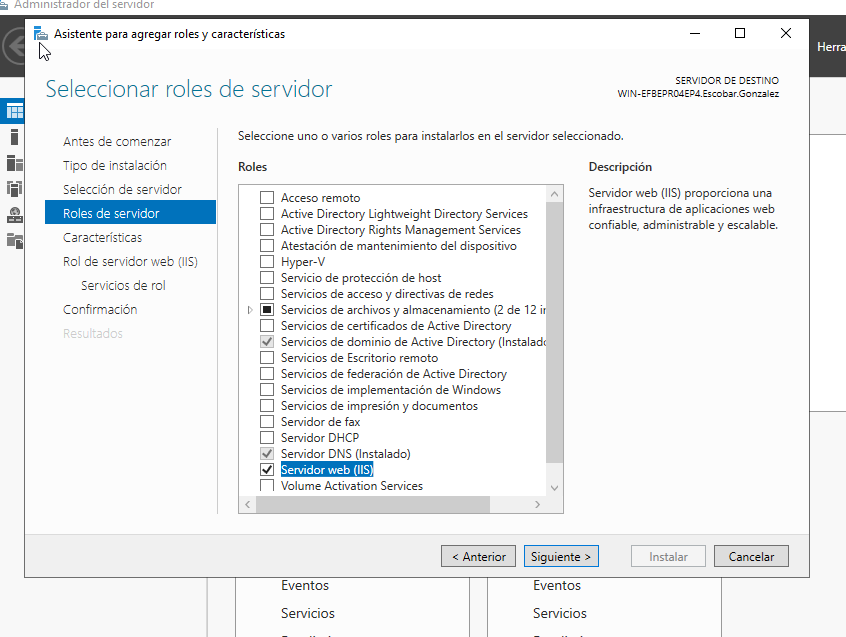 Administrador del servidor
Asistente para agregar roles y características
Herra
Seleccionar roles de servidor
SERVIDOR DE DESTINO
WIN-EFBEPR04EP4.Escobar.Gonzalez
Antes de comenzar
Tipo de instalación
Selección de servidor
Roles de servidor
Características
Rol de servidor web (IIS)
Servicios de rol
Confirmación
Resultados
Seleccione uno o varios roles para instalarlos en el servidor seleccionado.
Roles
Acceso remoto
Active Directory Lightweight Directory Services
Active Directory Rights Management Services
Atestación de mantenimiento del dispositivo
Hyper-V
Servicio de protección de host
Servicios de acceso y directivas de redes
Servicios de archivos y almacenamiento (2 de 12 in
Servicios de certificados de Active Directory
Servicios de dominio de Active Directory (Instalado
Servicios de Escritorio remoto
Servicios de federación de Active Directory
Servicios de implementación de Windows
Servicios de impresión y documentos
Servidor de fax
Servidor DHCP
Servidor DNS (Instalado)
Servidor web (IIS)
Volume Activation Services
Descripción
Servidor web (IIS) proporciona una
infraestructura de aplicaciones web
confiable, administrable y escalable.
< Anterior
Siguiente >
Instalar
Cancelar
Eventos
Eventos
Servicios
Servicios